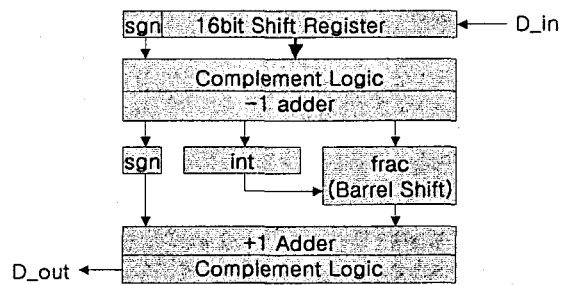 sgn 16bit Shift Register D_in
Complement Logic
-1 adder
sgn int frac
(Barrel Shift)
+1 Adder
D_out Complement Logic